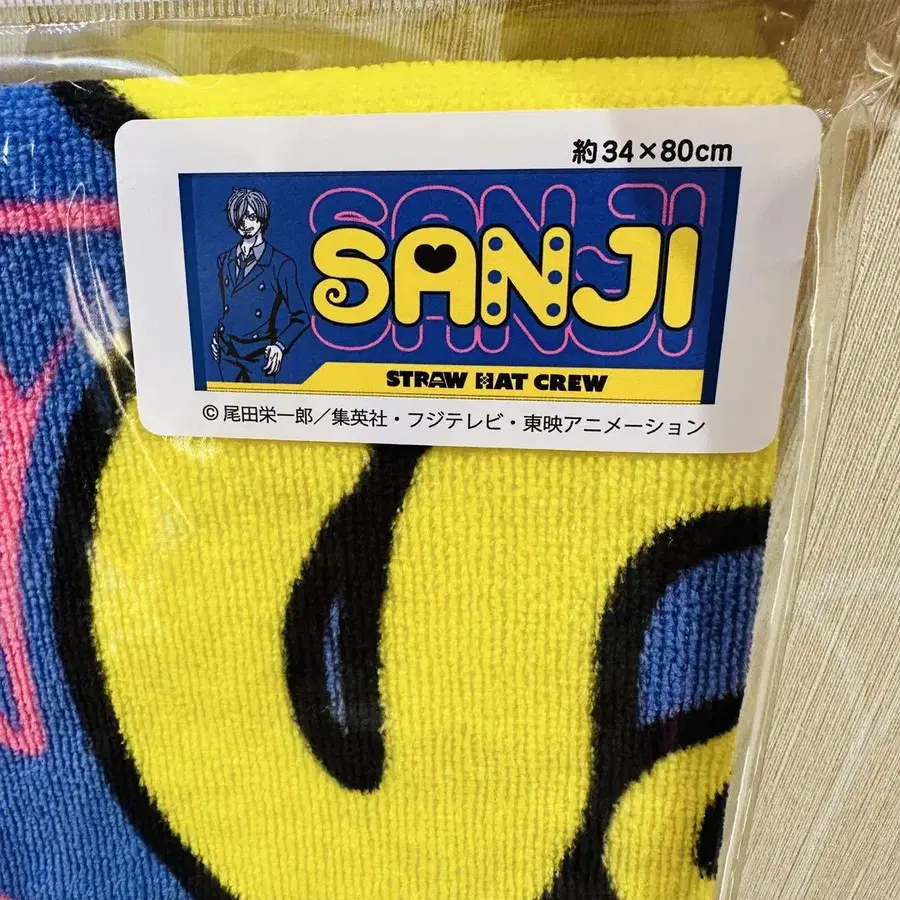 約34×80cm
SANJI
STRAW HAT CREW
©尾田栄一郎／集英社・フジテレビ・東映アニメーション